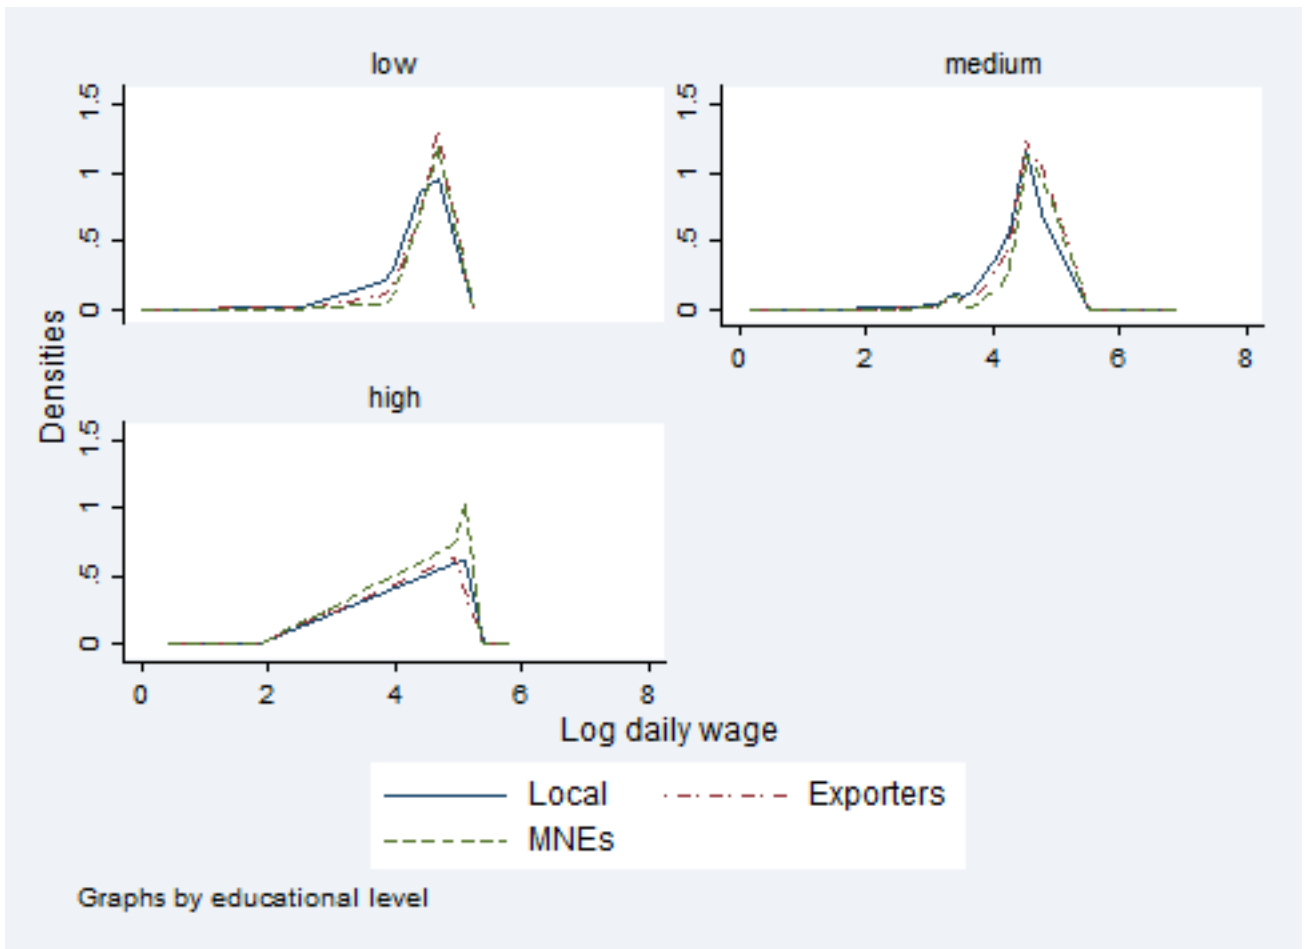 low
medium
1.5
1
.5
0
1.5
1
.5
0
0 2 4 6 8
high
1.5
1
.5
0
0 2 4 6 8
Densities
Log daily wage
Local Exporters
MNEs
Graphs by educational level